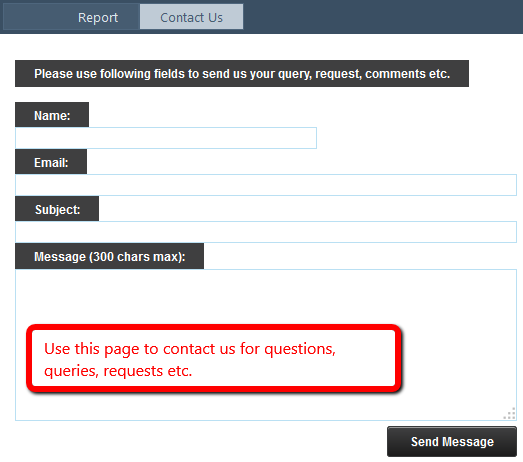 Report Contact Us
Please use following fields to send us your query, request, comments etc.
Name:
Email:
Subject:
Message (300 chars max):
Use this page to contact us for questions,
queries, requests etc.
Send Message